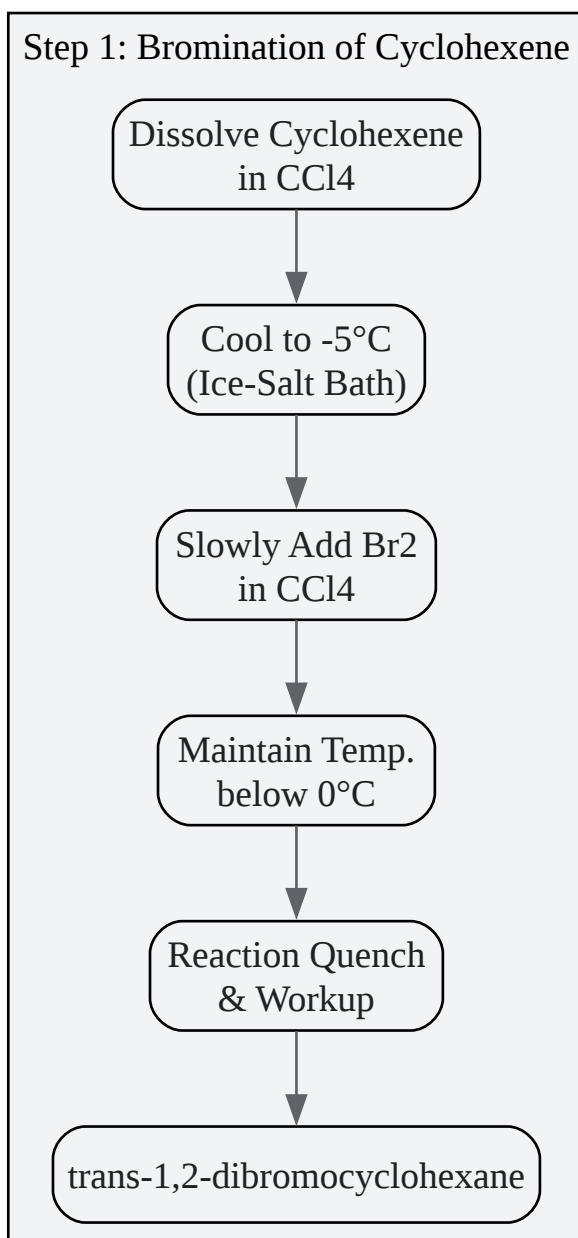 Step 1: Bromination of Cyclohexene
Dissolve Cyclohexene
in CCl4
Cool to -5°C
(Ice-Salt Bath)
Slowly Add Br2
in CCl4
Maintain Temp.
below 0°C
Reaction Quench
& Workup
trans-1,2-dibromocyclohexane